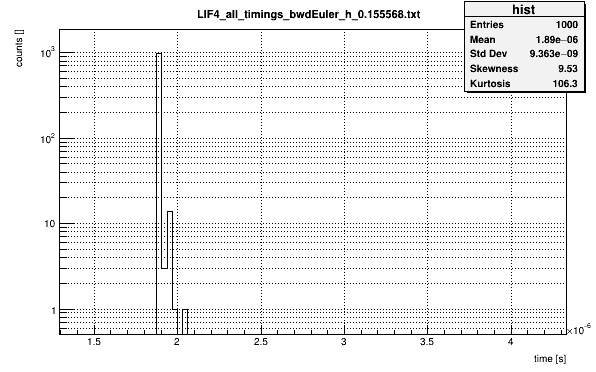 LIF4_all_timings_bwdEuler_h_0.155568.txt
hist
Entries 1000
Mean 1.89e−06
Std Dev 9.363e−09
Skewness 9.53
Kurtosis 106.3
counts []
10³
10²
10
1
1.5 2 2.5 3 3.5 4
×10⁻⁶
time [s]